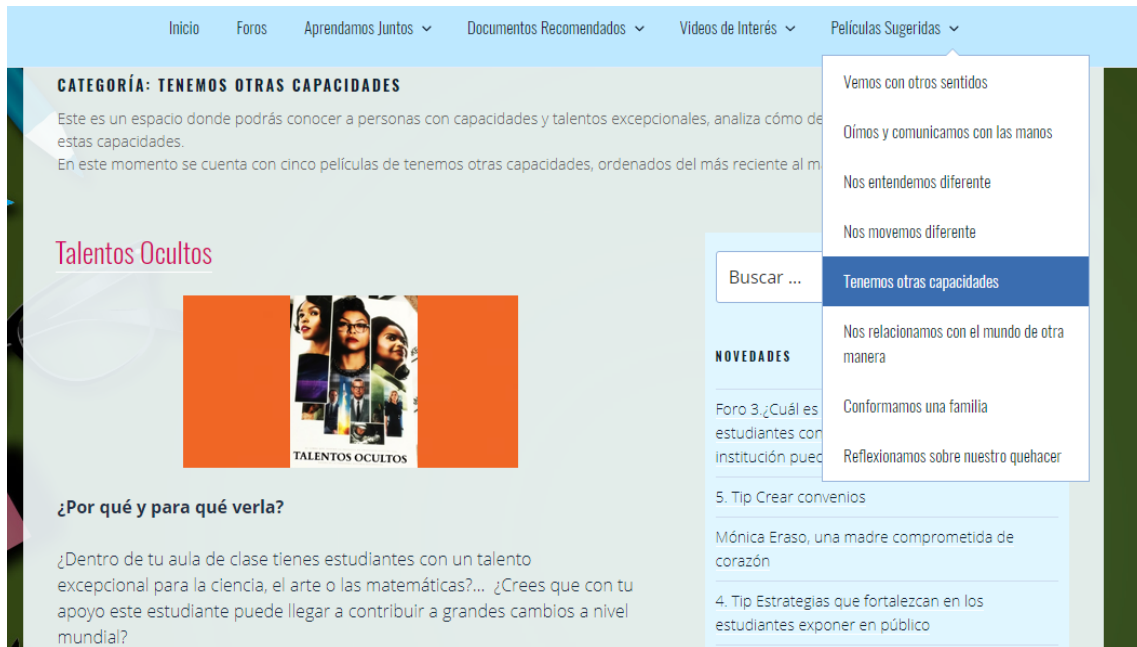 Inicio
Foros
Aprendamos Juntos
Documentos Recomendados
Videos de Interés
Películas Sugeridas
Vemos con otros sentidos
Oímos y comunicamos con las manos
Nos entendemos diferente
Nos movemos diferente
Tenemos otras capacidades
Nos relacionamos con el mundo de otra
manera
Conformamos una familia
Reflexionamos sobre nuestro quehacer
CATEGORÍA: TENEMOS OTRAS CAPACIDADES
Este es un espacio donde podrás conocer a personas con capacidades y talentos excepcionales, analiza cómo de
estas capacidades.
En este momento se cuenta con cinco películas de tenemos otras capacidades, ordenados del más reciente al m
Talentos Ocultos
TALENTOS OCULTOS
¿Por qué y para qué verla?
¿Dentro de tu aula de clase tienes estudiantes con un talento
excepcional para la ciencia, el arte o las matemáticas?... ¿Crees que con tu
apoyo este estudiante puede llegar a contribuir a grandes cambios a nivel
mundial?
Buscar ...
NOVEDADES
Foro 3.¿Cuál es
estudiantes con
institución pued
5. Tip Crear convenios
Mónica Eraso, una madre comprometida de
corazón
4. Tip Estrategias que fortalezcan en los
estudiantes exponer en público